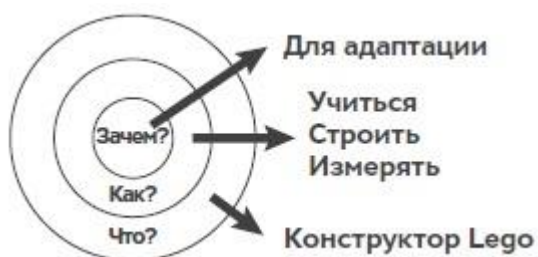 Для адаптации
Учиться
Строить
Измерять
Зачем?
Как?
Что?
Конструктор Lego